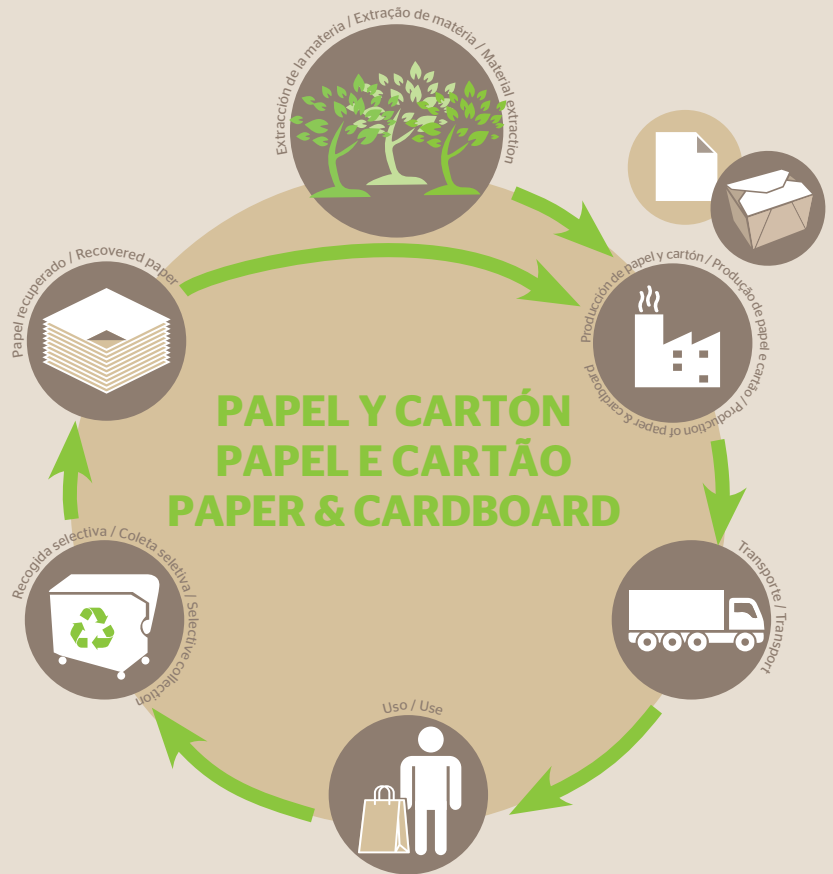 Extracción de la materia / Extração de matéria / Material extraction
Papel recuperado / Recovered paper
Producción de papel y cartón / Produção de papel e cartão / Production of paper & cardboard
PAPEL Y CARTÓN
PAPEL E CARTÃO
PAPER & CARDBOARD
Recogida selectiva / Coleta seletiva / Selective collection
Transporte / Transport
Uso / Use